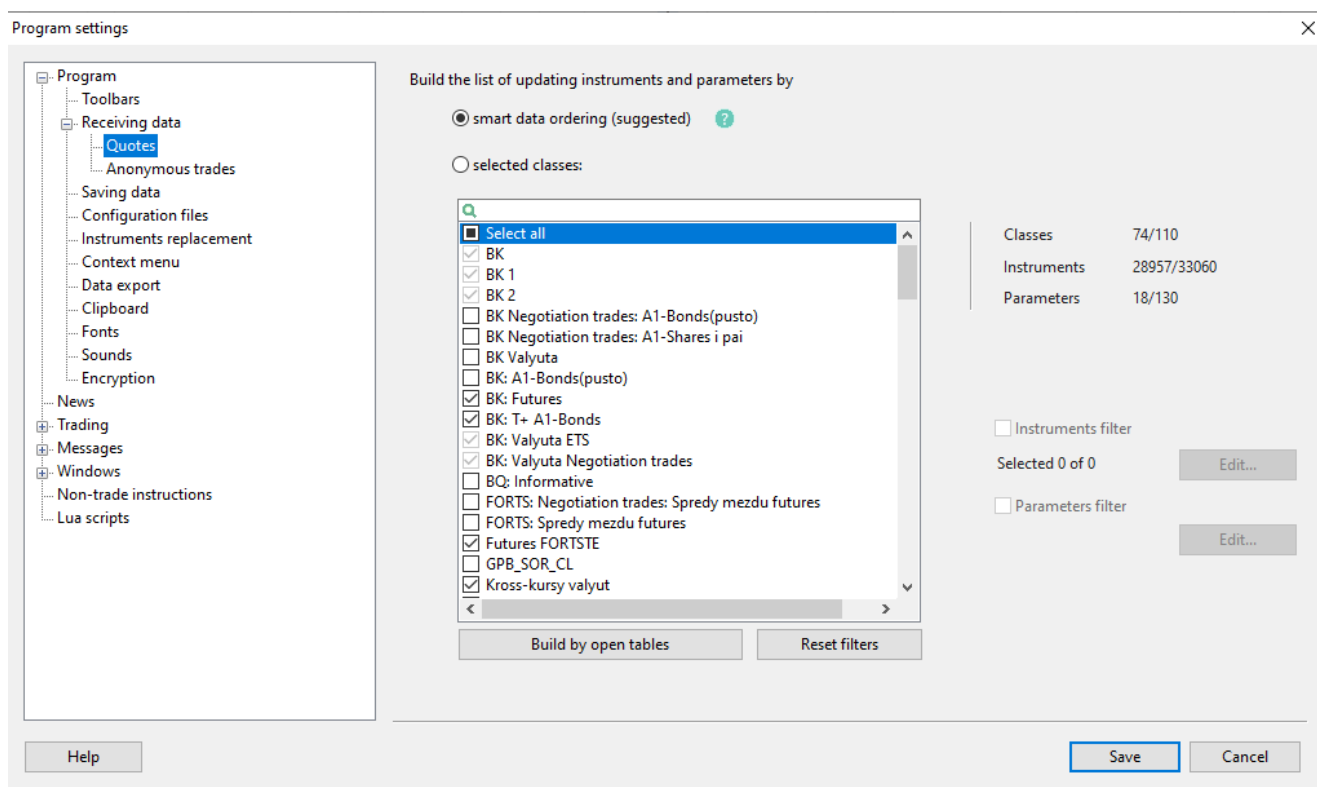 Program settings
Program
Toolbars
Receiving data
Quotes
Anonymous trades
Saving data
Configuration files
Instruments replacement
Context menu
Data export
Clipboard
Fonts
Sounds
Encryption
News
Trading
Messages
Windows
Non-trade instructions
Lua scripts
Build the list of updating instruments and parameters by
smart data ordering (suggested) ?
selected classes:
Select all
BK
BK 1
BK 2
BK Negotiation trades: A1-Bonds(pusto)
BK Negotiation trades: A1-Shares i pai
BK Valyuta
BK: A1-Bonds(pusto)
BK: Futures
BK: T+ A1-Bonds
BK: Valyuta ETS
BK: Valyuta Negotiation trades
BQ: Informative
FORTS: Negotiation trades: Spredy mezdu futures
FORTS: Spredy mezdu futures
Futures FORTSTE
GPB_SOR_CL
Kross-kursy valyut
Build by open tables
Reset filters
Classes 74/110
Instruments 28957/33060
Parameters 18/130
Instruments filter
Selected 0 of 0 Edit...
Parameters filter
Edit...
Help
Save
Cancel